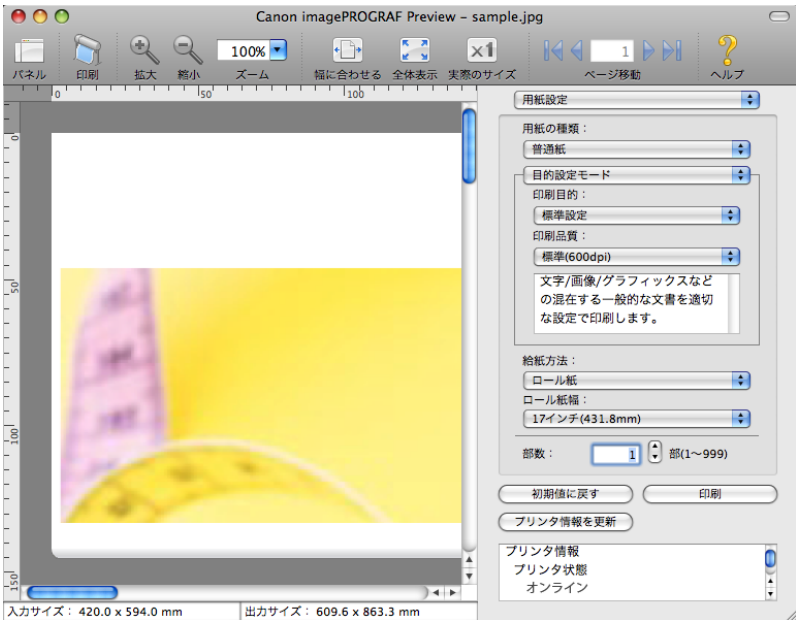 Canon imagePROGRAF Preview – sample.jpg
パネル 印刷 拡大 縮小 100% ズーム 幅に合わせる 全体表示 x1 実際のサイズ 1 ページ移動 ? ヘルプ
0 50 100
0
50
100
150
用紙設定
用紙の種類：
普通紙
目的設定モード
印刷目的：
標準設定
印刷品質：
標準(600dpi)
文字/画像/グラフィックスなど
の混在する一般的な文書を適切
な設定で印刷します。
給紙方法：
ロール紙
ロール紙幅：
17インチ(431.8mm)
部数： 1 部(1〜999)
初期値に戻す 印刷
プリンタ情報を更新
プリンタ情報
プリンタ状態
オンライン
入力サイズ： 420.0 x 594.0 mm 出力サイズ： 609.6 x 863.3 mm